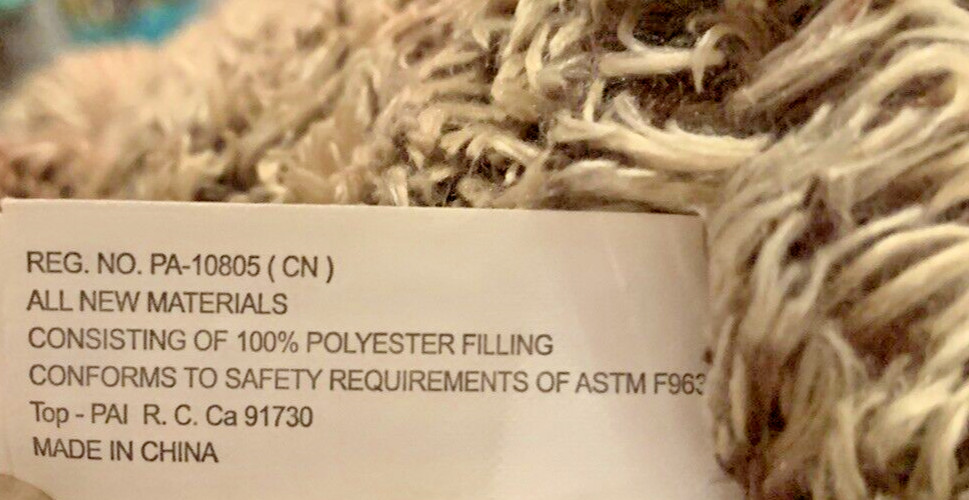 REG. NO. PA-10805 ( CN )
ALL NEW MATERIALS
CONSISTING OF 100% POLYESTER FILLING
CONFORMS TO SAFETY REQUIREMENTS OF ASTM F963
Top - PAI R. C. Ca 91730
MADE IN CHINA